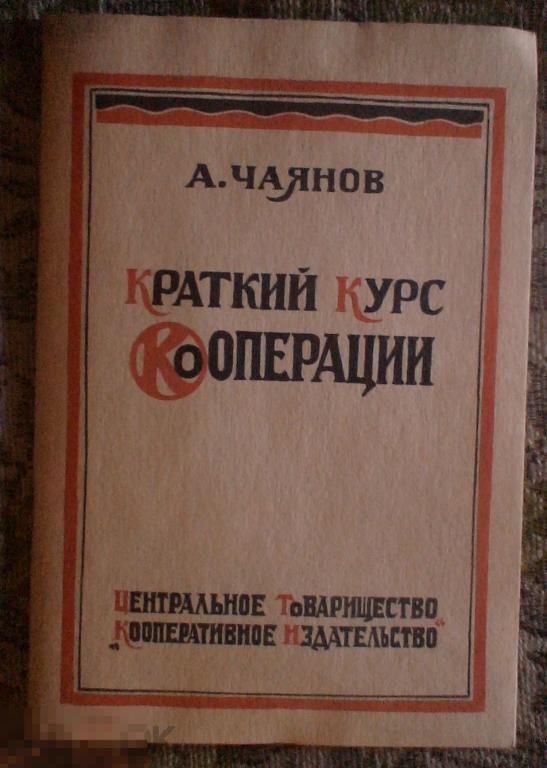 А. ЧАЯНОВ
КРАТКИЙ КУРС
КоОПЕРАЦИИ
ЦЕНТРАЛЬНОЕ ТоВАРИЩЕСТВО
„КООПЕРАТИВНОЕ ИЗДАТЕЛЬСТВО“